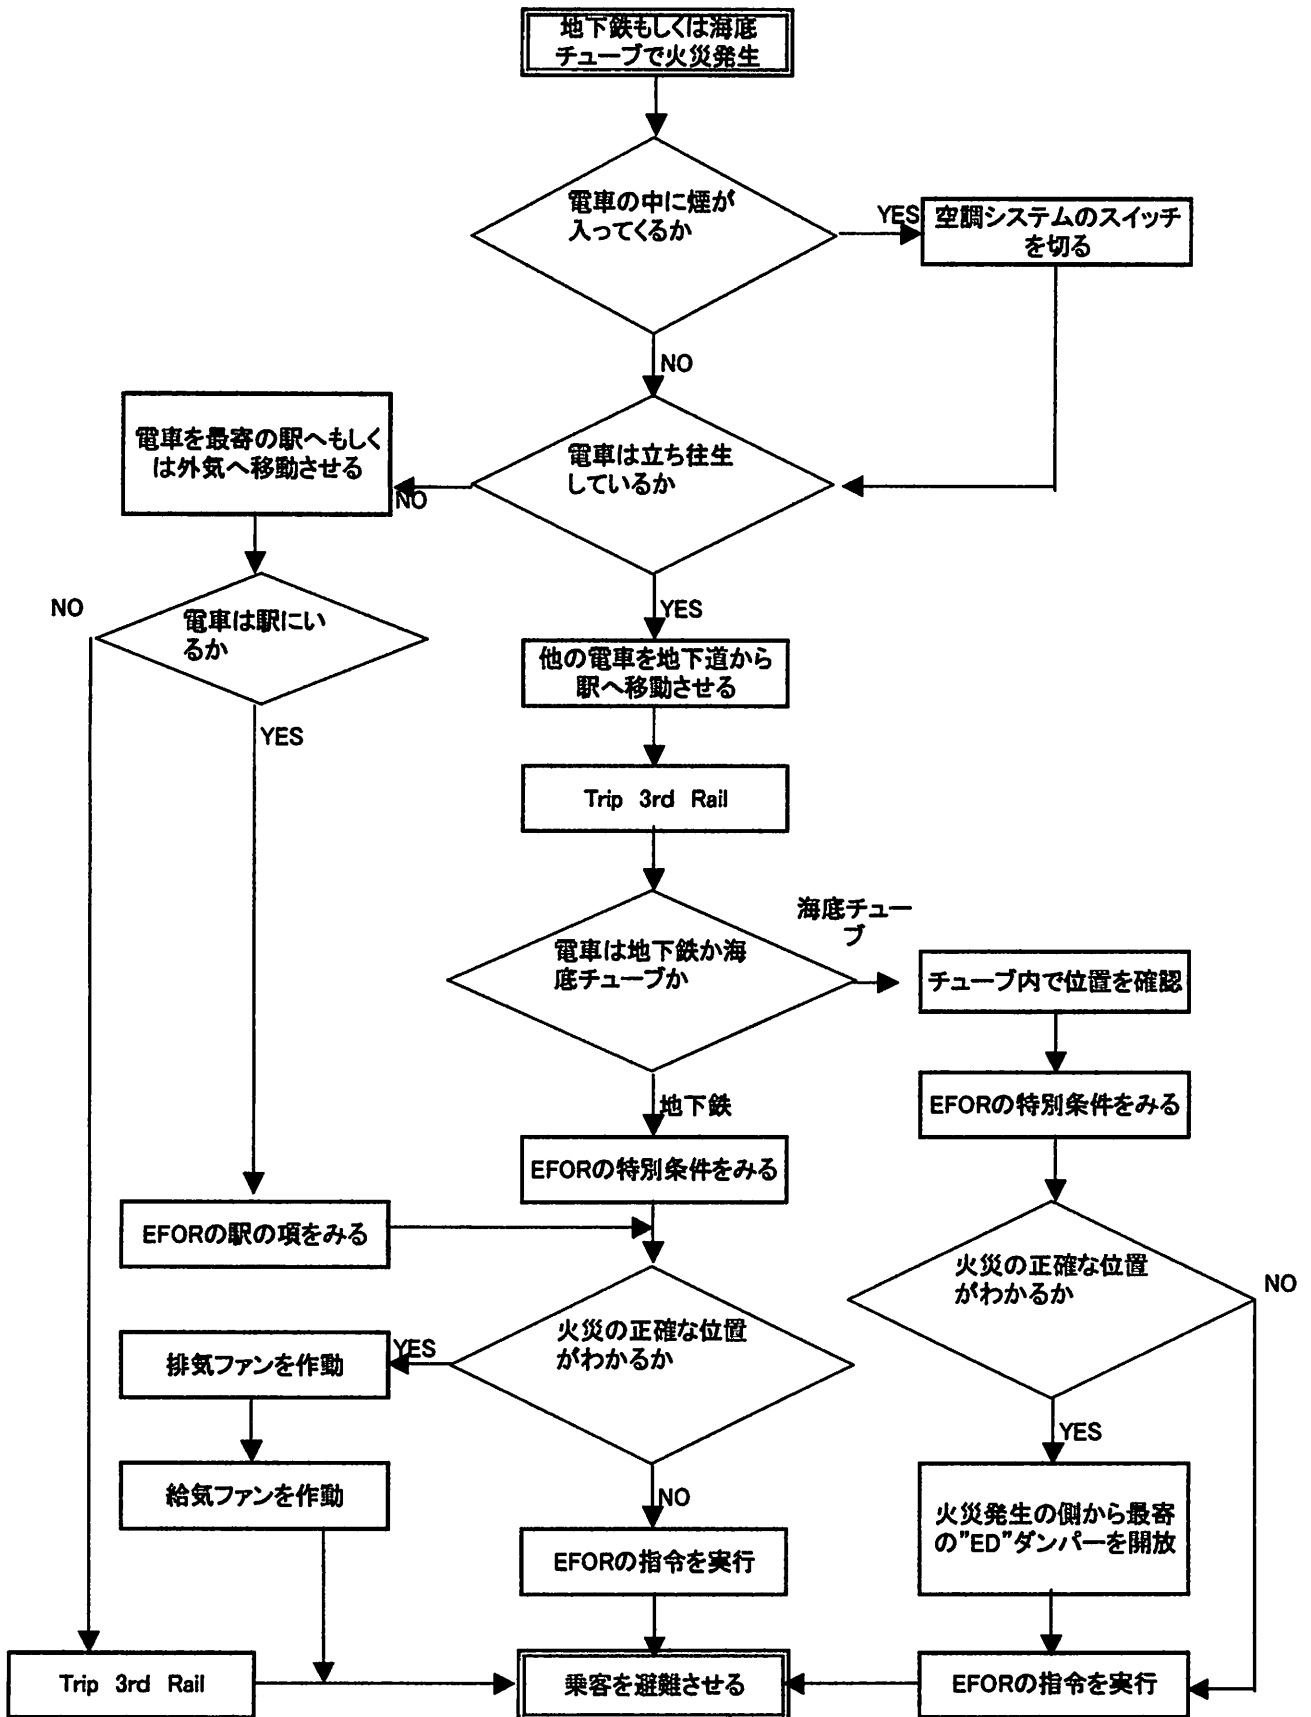 地下鉄もしくは海底
チューブで火災発生
電車の中に煙が
入ってくるか
YES
空調システムのスイッチ
を切る
NO
電車を最寄の駅へもしく
は外気へ移動させる
NO
電車は立ち往生
しているか
NO
電車は駅にい
るか
YES
YES
他の電車を地下道から
駅へ移動させる
Trip 3rd Rail
電車は地下鉄か海
底チューブか
海底チュー
ブ
チューブ内で位置を確認
地下鉄
EFORの特別条件をみる
EFORの特別条件をみる
EFORの駅の項をみる
火災の正確な位置
がわかるか
NO
火災の正確な位置
がわかるか
YES
排気ファンを作動
給気ファンを作動
NO
YES
火災発生の側から最寄
の"ED"ダンパーを開放
EFORの指令を実行
Trip 3rd Rail
乗客を避難させる
EFORの指令を実行